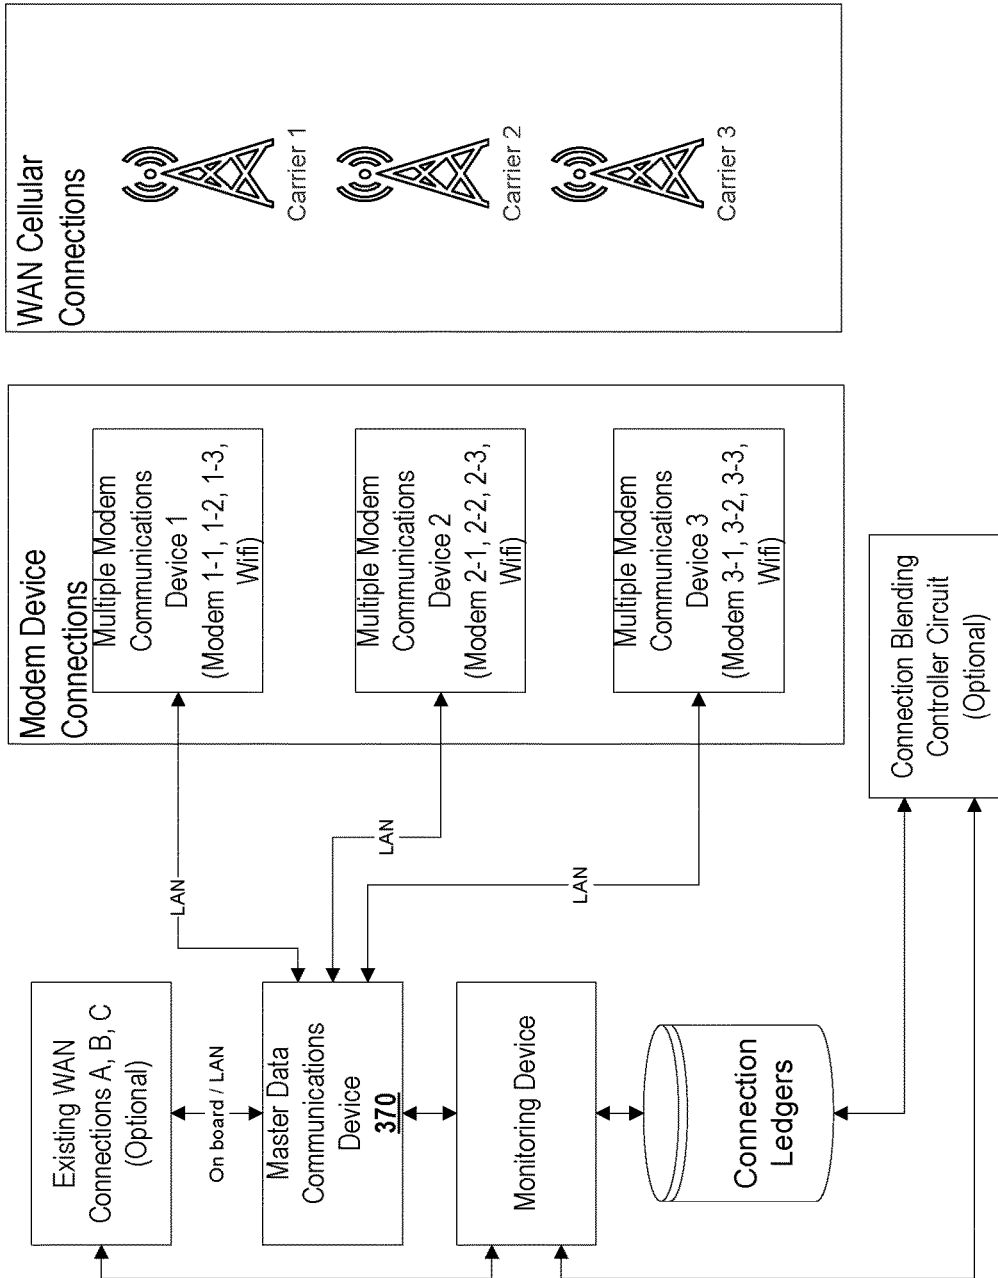 WAN Cellular
Connections
Carrier 1
Carrier 2
Carrier 3
Modem Device
Connections
Multiple Modem
Communications
Device 1
(Modem 1-1, 1-2, 1-3,
Wifi)
Multiple Modem
Communications
Device 2
(Modem 2-1, 2-2, 2-3,
Wifi)
Multiple Modem
Communications
Device 3
(Modem 3-1, 3-2, 3-3,
Wifi)
LAN
LAN
LAN
Existing WAN
Connections A, B, C
(Optional)
On board / LAN
Master Data
Communications
Device
370
Monitoring Device
Connection
Ledgers
Connection Blending
Controller Circuit
(Optional)